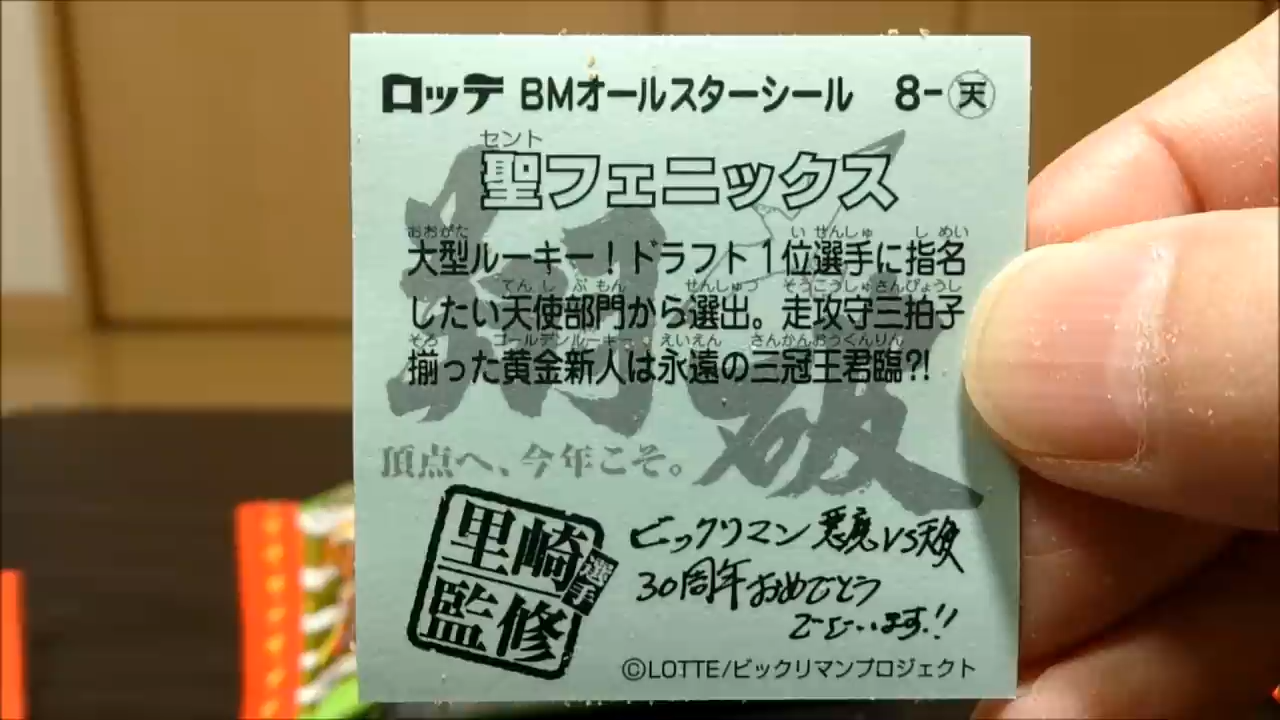 ロッテ BMオールスターシール 8-天
セント
聖フェニックス
おおがた い せんしゅ し めい
大型ルーキー!ドラフト1位選手に指名
てん し ぶ もん せんしゅつ そうこうしゅさんびょうし
したい天使部門から選出。走攻守三拍子
そろ ゴールデンルーキー えいえん さんかんおうくんりん
揃った黄金新人は永遠の三冠王君臨?!
翔破
頂点へ、今年こそ。
里崎選手
監修
ビックリマン悪魔VS天使
30周年おめでとう
ございます!!
©LOTTE/ビックリマンプロジェクト